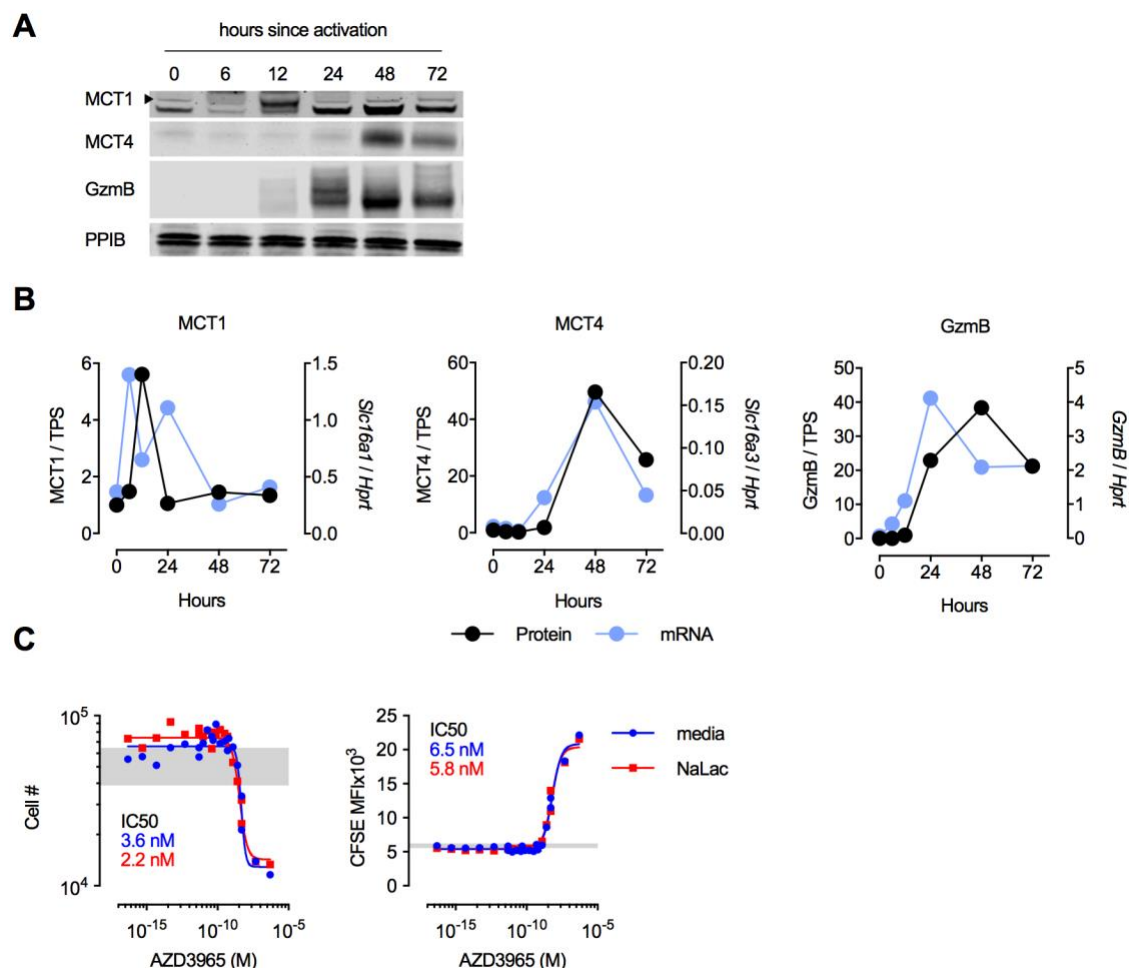 A
hours since activation
0 6 12 24 48 72
MCT1
MCT4
GzmB
PPIB
B
MCT1
MCT1 / TPS
6
4
2
0
1.5
1.0
0.5
0.0
Slc16a1 / Hprt
0 24 48 72
Hours
MCT4
MCT4 / TPS
60
40
20
0
0.20
0.15
0.10
0.05
0.00
Slc16a3 / Hprt
0 24 48 72
Hours
GzmB
GzmB / TPS
50
40
30
20
10
0
5
4
3
2
1
0
GzmB / Hprt
0 24 48 72
Hours
Protein mRNA
C
Cell #
10⁵
10⁴
IC50
3.6 nM
2.2 nM
10⁻¹⁵ 10⁻¹⁰ 10⁻⁵
AZD3965 (M)
CFSE MFIx10³
25
20
15
10
5
0
IC50
6.5 nM
5.8 nM
10⁻¹⁵ 10⁻¹⁰ 10⁻⁵
AZD3965 (M)
media
NaLac